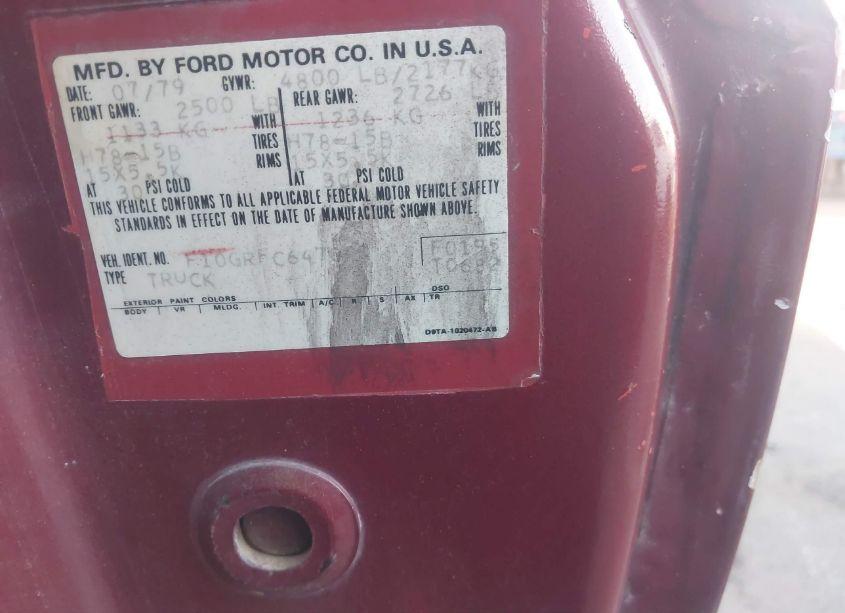 MFD. BY FORD MOTOR CO. IN U.S.A.
DATE: 07/79 GVWR: 4800 LB/2177KG
FRONT GAWR: 2500 LB REAR GAWR: 2726 LB
1133 KG WITH 1236 KG WITH
H78-15B TIRES H78-15B TIRES
15X5.5K RIMS 15X5.5K RIMS
AT 30 PSI COLD AT 30 PSI COLD
THIS VEHICLE CONFORMS TO ALL APPLICABLE FEDERAL MOTOR VEHICLE SAFETY
STANDARDS IN EFFECT ON THE DATE OF MANUFACTURE SHOWN ABOVE.
VEH. IDENT. NO. F0195
TYPE TRUCK
EXTERIOR PAINT COLORS DSO
BODY VR MLDG. INT. TRIM A/C R S AX TR
D9TA-1020472-AB